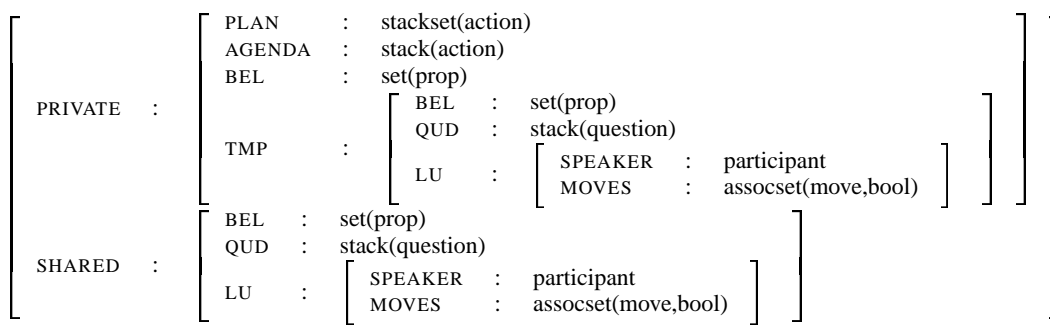 PLAN : stackset(action)
AGENDA : stack(action)
BEL : set(prop)
PRIVATE :
TMP :
BEL : set(prop)
QUD : stack(question)
LU :
SPEAKER : participant
MOVES : assocset(move,bool)
SHARED :
BEL : set(prop)
QUD : stack(question)
LU :
SPEAKER : participant
MOVES : assocset(move,bool)